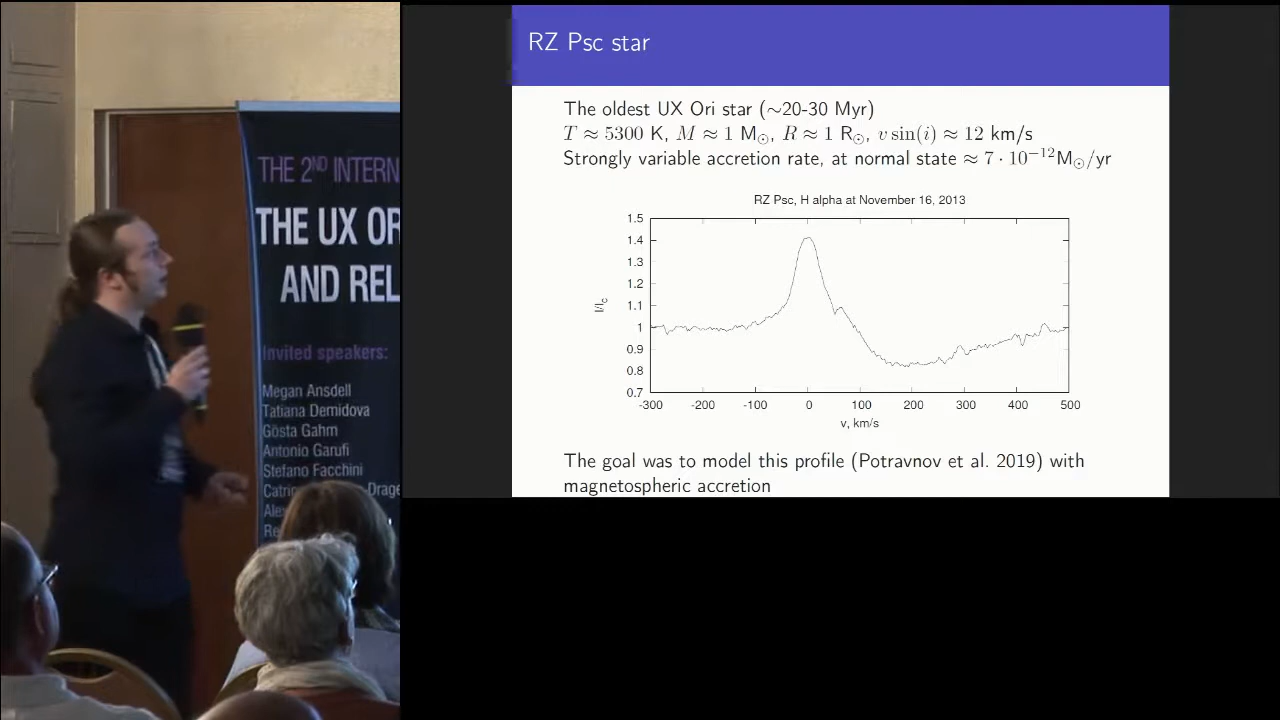 THE 2ND INTERN
THE UX OR
AND REL
Invited speakers:
Megan Ansdell
Tatiana Demidova
Gösta Gahm
Antonio Garufi
Stefano Facchini
Catri Drage
Ale
Re
RZ Psc star
The oldest UX Ori star (∼20-30 Myr)
T ≈ 5300 K, M ≈ 1 M⊙, R ≈ 1 R⊙, v sin(i) ≈ 12 km/s
Strongly variable accretion rate, at normal state ≈ 7 · 10⁻¹²M⊙/yr
RZ Psc, H alpha at November 16, 2013
1.5
1.4
1.3
1.2
1.1
1
0.9
0.8
0.7
I/Ic
-300 -200 -100 0 100 200 300 400 500
v, km/s
The goal was to model this profile (Potravnov et al. 2019) with
magnetospheric accretion